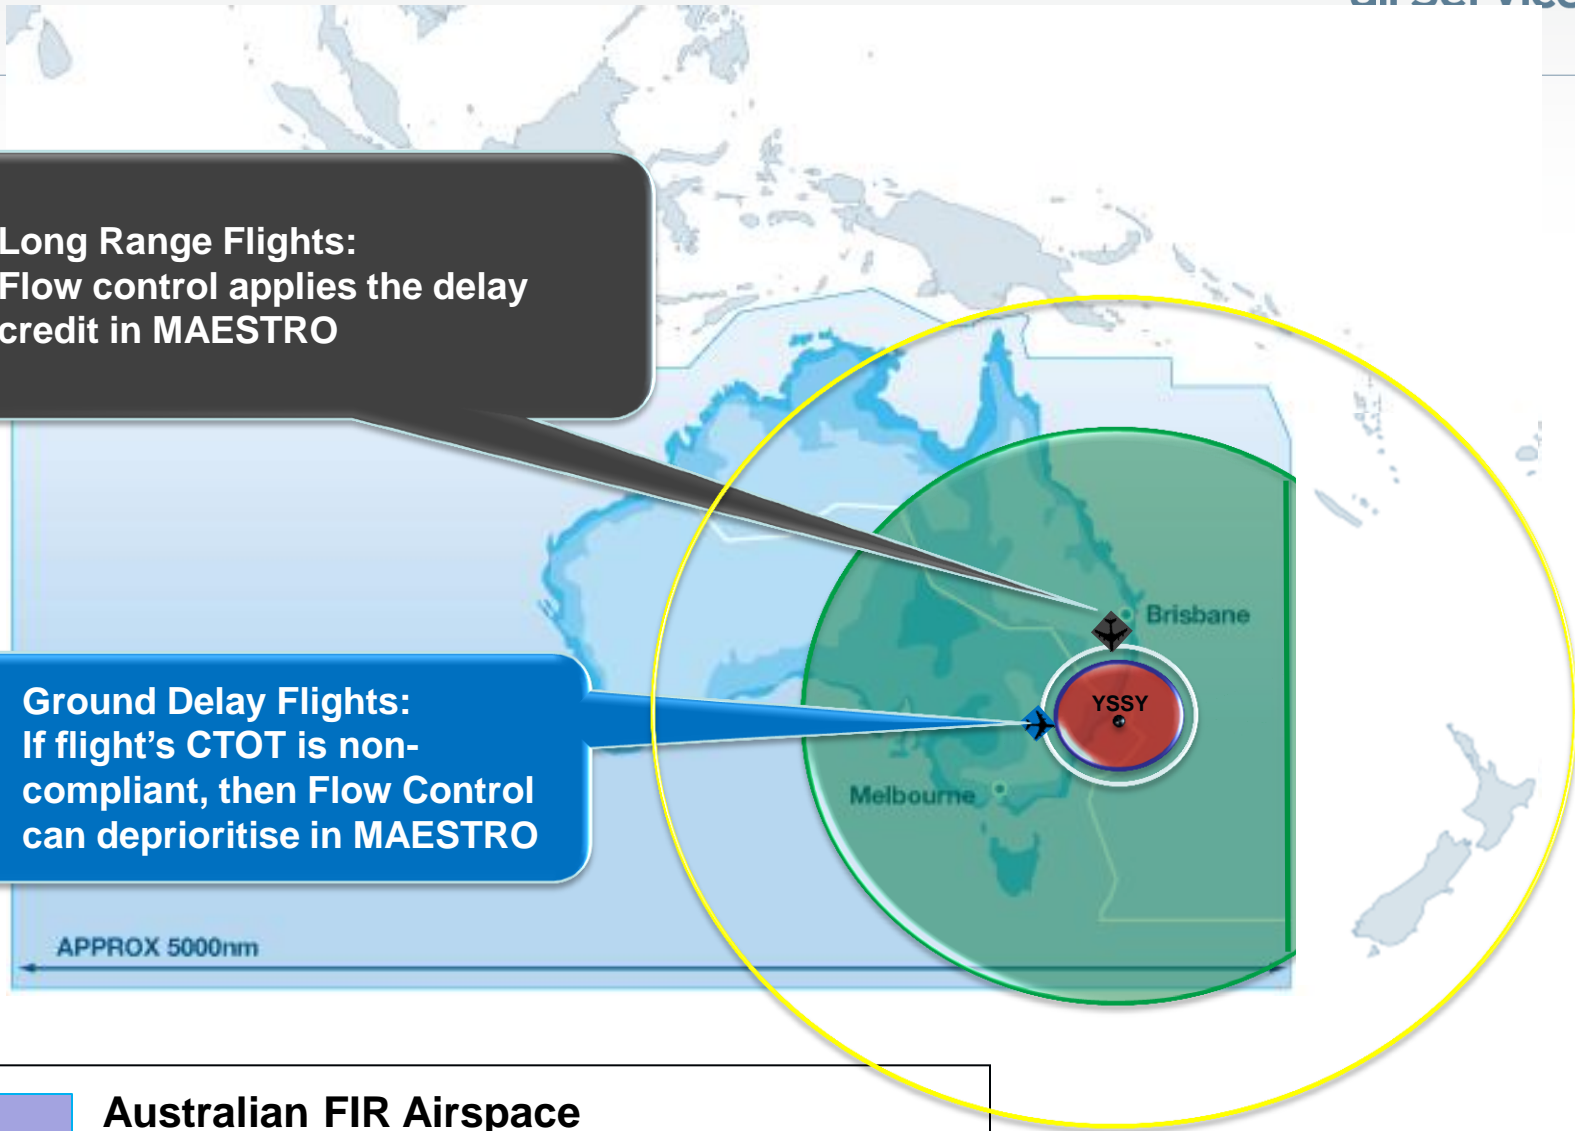 Long Range Flights:
Flow control applies the delay
credit in MAESTRO
Brisbane
YSSY
Ground Delay Flights:
If flight's CTOT is non-
compliant, then Flow Control
can deprioritise in MAESTRO
Melbourne
APPROX 5000nm
Australian FIR Airspace